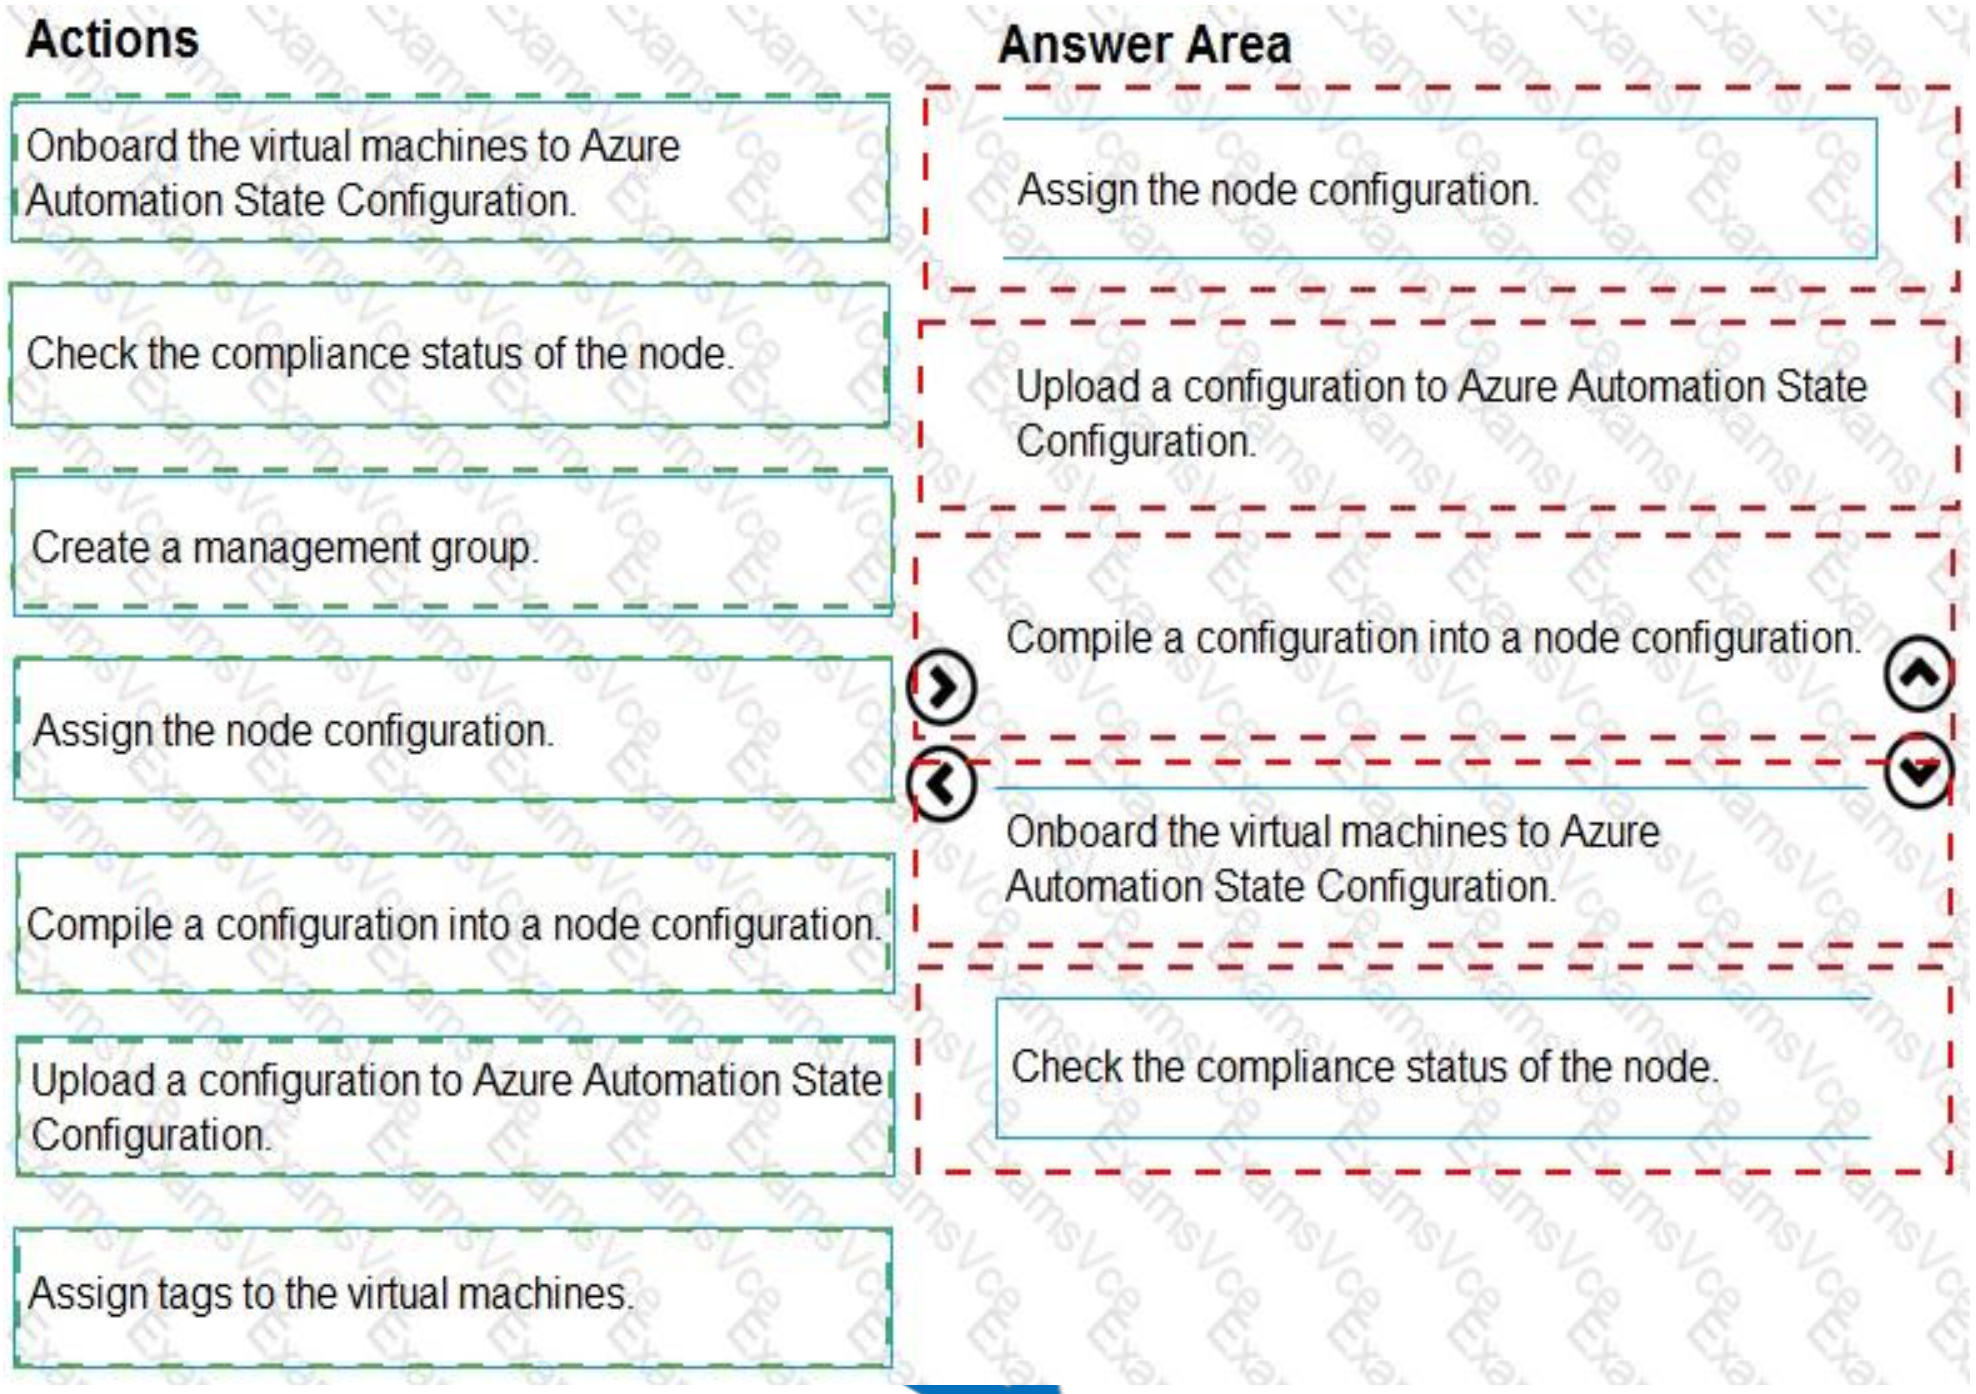 Actions
Onboard the virtual machines to Azure
Automation State Configuration.
Check the compliance status of the node.
Create a management group.
Assign the node configuration.
Compile a configuration into a node configuration.
Upload a configuration to Azure Automation State
Configuration.
Assign tags to the virtual machines.
Answer Area
Assign the node configuration.
Upload a configuration to Azure Automation State
Configuration.
Compile a configuration into a node configuration.
Onboard the virtual machines to Azure
Automation State Configuration.
Check the compliance status of the node.
ExamsVce